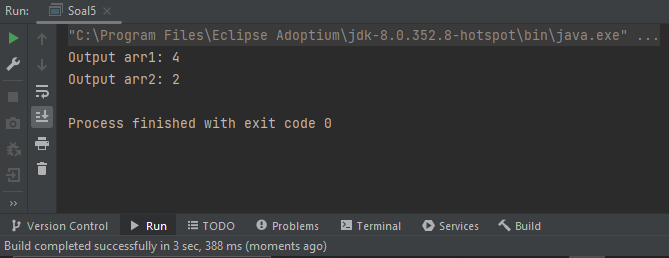 Run: Soal5
"C:\Program Files\Eclipse Adoptium\jdk-8.0.352.8-hotspot\bin\java.exe" ...
Output arr1: 4
Output arr2: 2
Process finished with exit code 0
Version Control Run TODO Problems Terminal Services Build
Build completed successfully in 3 sec, 388 ms (moments ago)